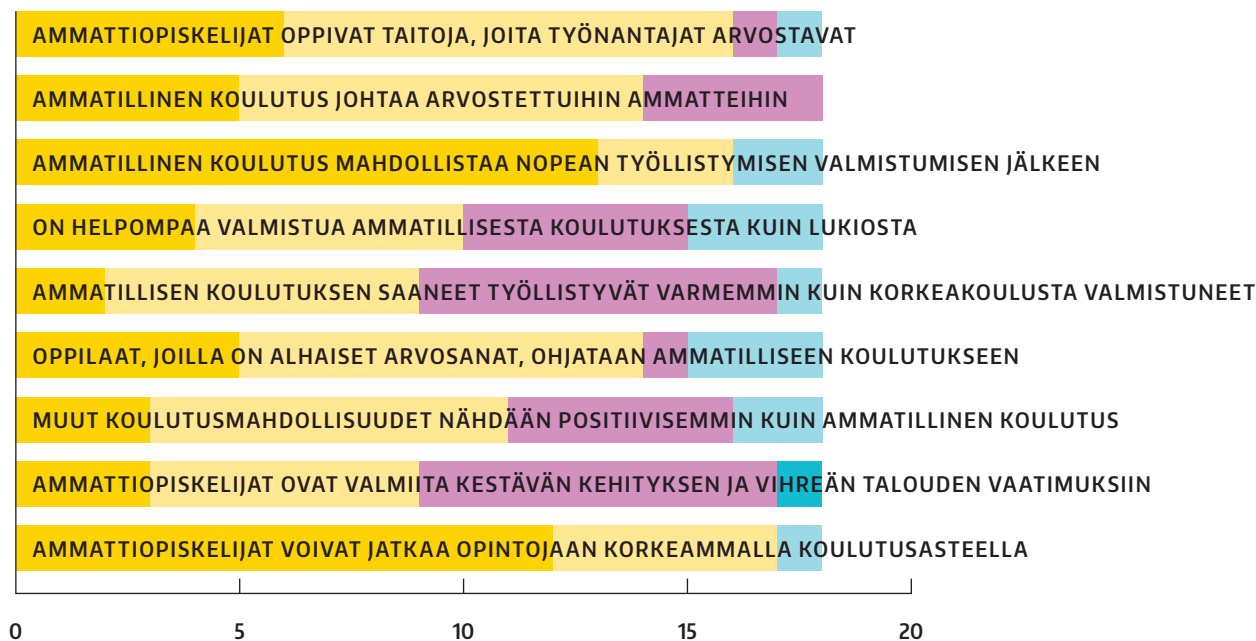 AMMATTIOPISKELIJAT OPPIVAT TAITOJA, JOITA TYÖNANTAJAT ARVOSTAVAT
AMMATILLINEN KOULUTUS JOHTAA ARVOSTETTUIHIN AMMATTEIHIN
AMMATILLINEN KOULUTUS MAHDOLLISTAA NOPEAN TYÖLLISTYMISEN VALMISTUMISEN JÄLKEEN
ON HELPOMPAA VALMISTUA AMMATILLISESTA KOULUTUKSESTA KUIN LUKIOSTA
AMMATILLISEN KOULUTUKSEN SAANEET TYÖLLISTYVÄT VARMEMMIN KUIN KORKEAKOULUSTA VALMISTUNEET
OPPILAAT, JOILLA ON ALHAISET ARVOSANAT, OHJATAAN AMMATILLISEEN KOULUTUKSEEN
MUUT KOULUTUSMAHDOLLISUUDET NÄHDÄÄN POSITIIVISEMMIN KUIN AMMATILLINEN KOULUTUS
AMMATTIOPISKELIJAT OVAT VALMIITA KESTÄVÄN KEHITYKSEN JA VIHREÄN TALOUDEN VAATIMUKSIIN
AMMATTIOPISKELIJAT VOIVAT JATKAA OPINTOJAAN KORKEAMMALLA KOULUTUSASTEELLA
0 5 10 15 20